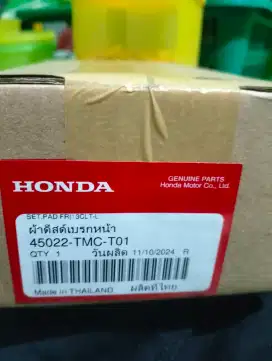 GENUINE PARTS
Honda Motor Co., Ltd.
HONDA
SET,PAD FR(
ผ้าดิสค์เบรกหน้า
45022-TMC-T01
QTY 1 วันผลิต 11/10/2024 R
Made in THAILAND ผลิตที่ไทย